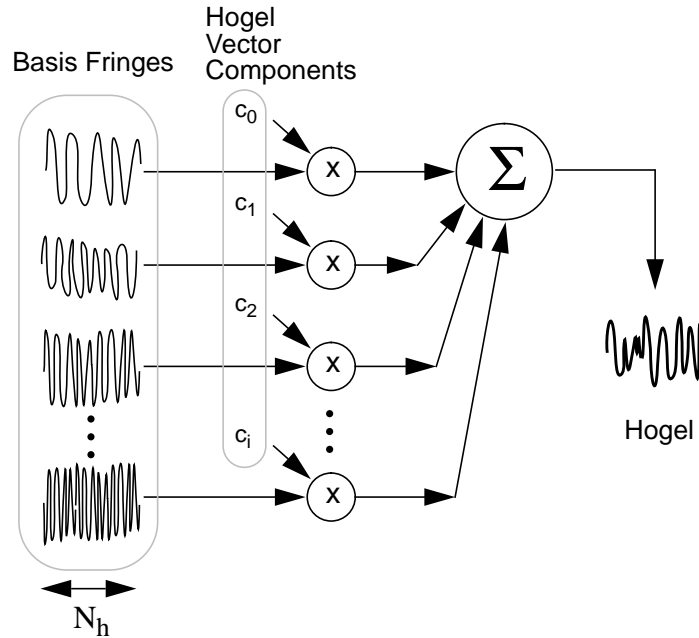 Basis Fringes
Hogel
Vector
Components
c0
x
Σ
c1
x
c2
x
ci
x
Hogel
Nh